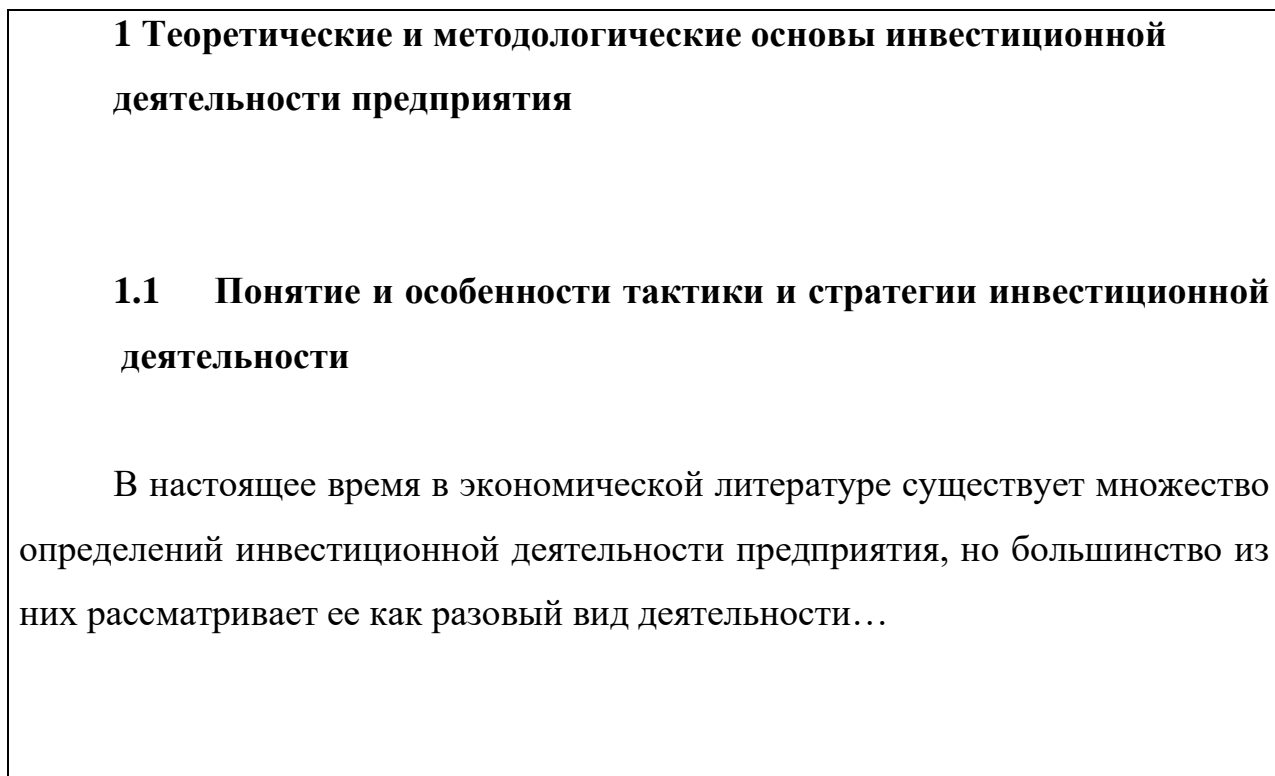 1 Теоретические и методологические основы инвестиционной
деятельности предприятия
1.1 Понятие и особенности тактики и стратегии инвестиционной
деятельности
В настоящее время в экономической литературе существует множество
определений инвестиционной деятельности предприятия, но большинство из
них рассматривает ее как разовый вид деятельности…